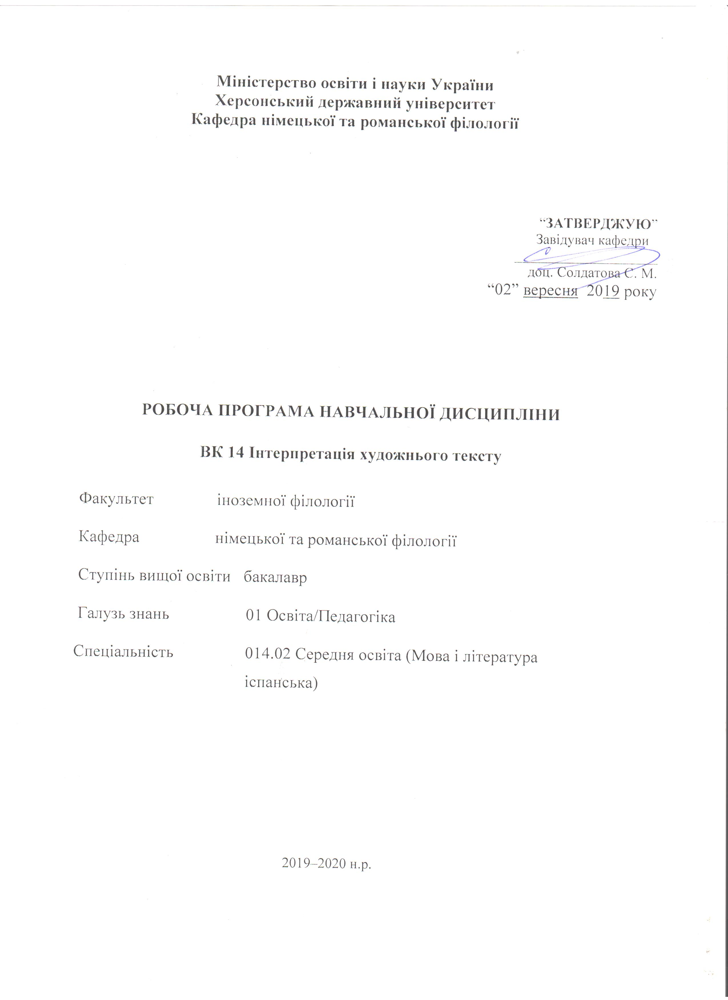 Міністерство освіти і науки України
Херсонський державний університет
Кафедра німецької та романської філології
“ЗАТВЕРДЖУЮ”
Завідувач кафедри
доц. Солдатова С. М.
“02” вересня 2019 року
РОБОЧА ПРОГРАМА НАВЧАЛЬНОЇ ДИСЦИПЛІНИ
ВК 14 Інтерпретація художнього тексту
Факультет іноземної філології
Кафедра німецької та романської філології
Ступінь вищої освіти бакалавр
Галузь знань 01 Освіта/Педагогіка
Спеціальність 014.02 Середня освіта (Мова і література
іспанська)
2019–2020 н.р.